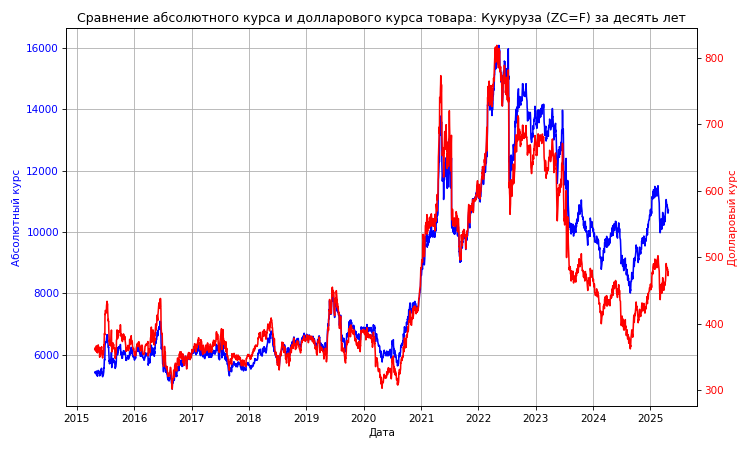 Сравнение абсолютного курса и долларового курса товара: Кукуруза (ZC=F) за десять лет
16000
14000
12000
10000
8000
6000
Абсолютный курс
800
700
600
500
400
300
Долларовый курс
2015 2016 2017 2018 2019 2020 2021 2022 2023 2024 2025
Дата